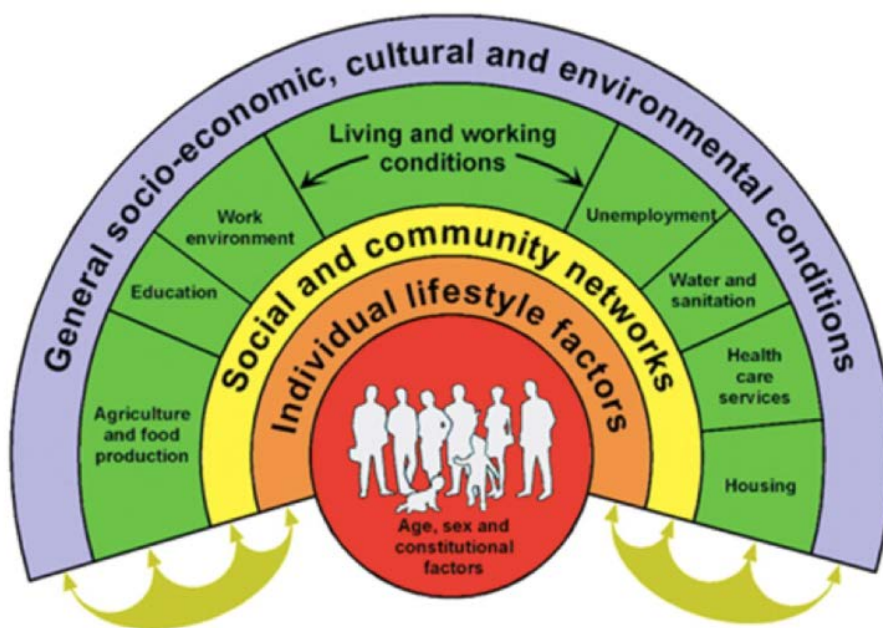 General socio-economic, cultural and environmental conditions
Living and working
conditions
Work
environment
Unemployment
Education
Water and
sanitation
Agriculture
and food
production
Health
care
services
Housing
Social and community networks
Individual lifestyle factors
Age, sex and
constitutional
factors